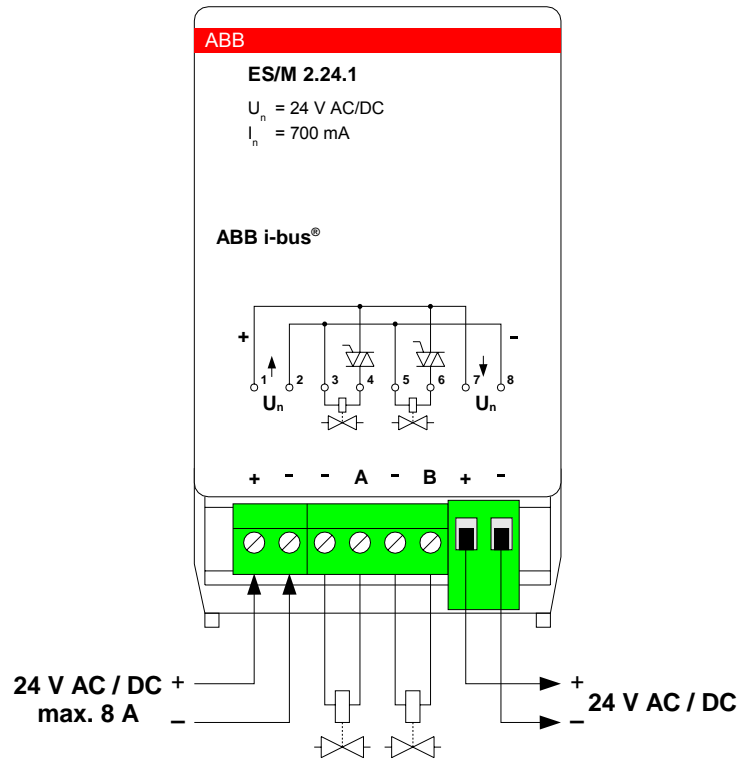 ABB
ES/M 2.24.1
Un = 24 V AC/DC
In = 700 mA
ABB i-bus®
+ -
1 2 3 4 5 6 7 8
Un Un
+ - - A - B + -
24 V AC / DC +
max. 8 A –
+ 24 V AC / DC
–